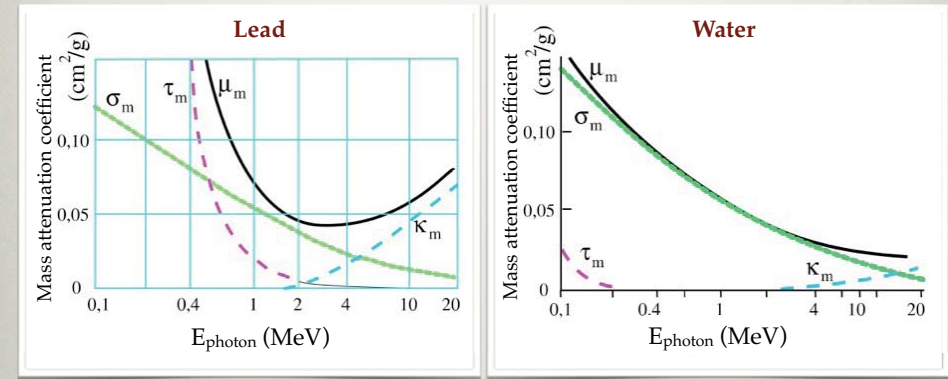 Lead
Mass attenuation coefficient
(cm²/g)
0,10
0,05
0
σₘ
τₘ
μₘ
κₘ
0,1
0,4
1
2
4
10
20
Ephoton (MeV)
Water
Mass attenuation coefficient
(cm²/g)
0,10
0,05
0
μₘ
σₘ
τₘ
κₘ
0,1
0.4
1
4
10
20
Ephoton (MeV)